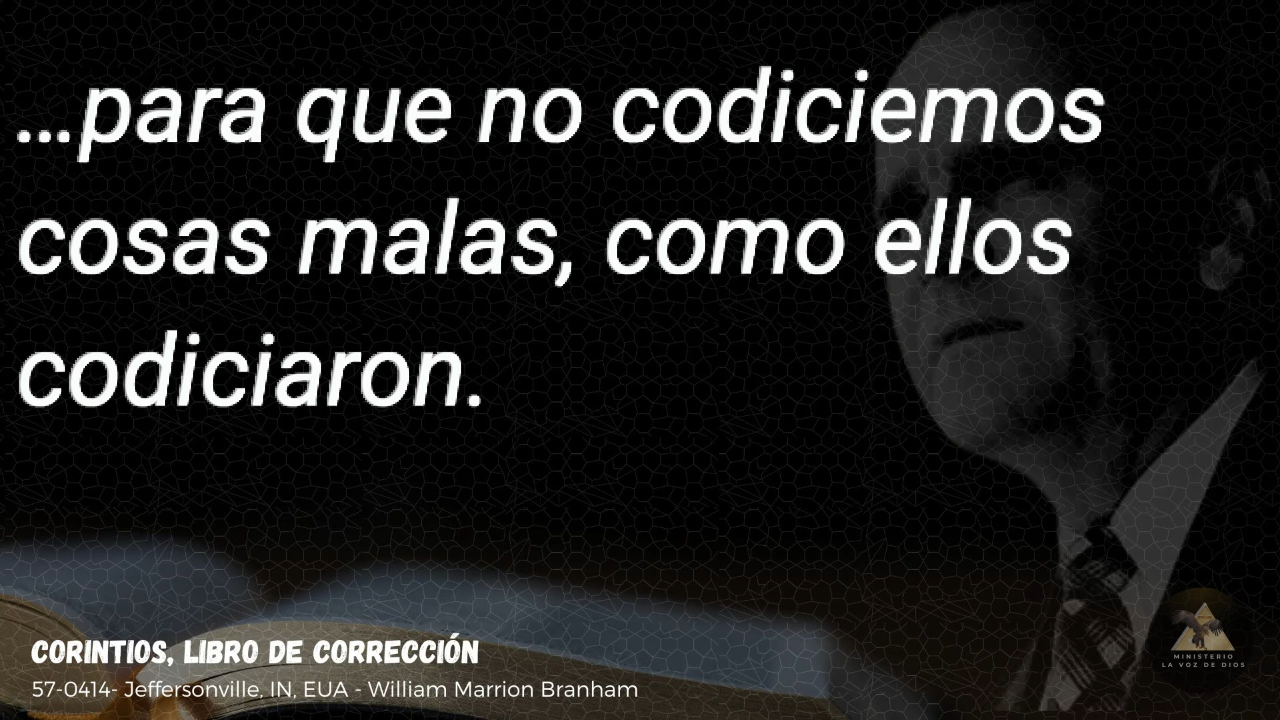 ...para que no codiciemos
cosas malas, como ellos
codiciaron.
CORINTIOS, LIBRO DE CORRECCIÓN
57-0414- Jeffersonville, IN, EUA - William Marrion Branham
MINISTERIO
LA VOZ DE DIOS